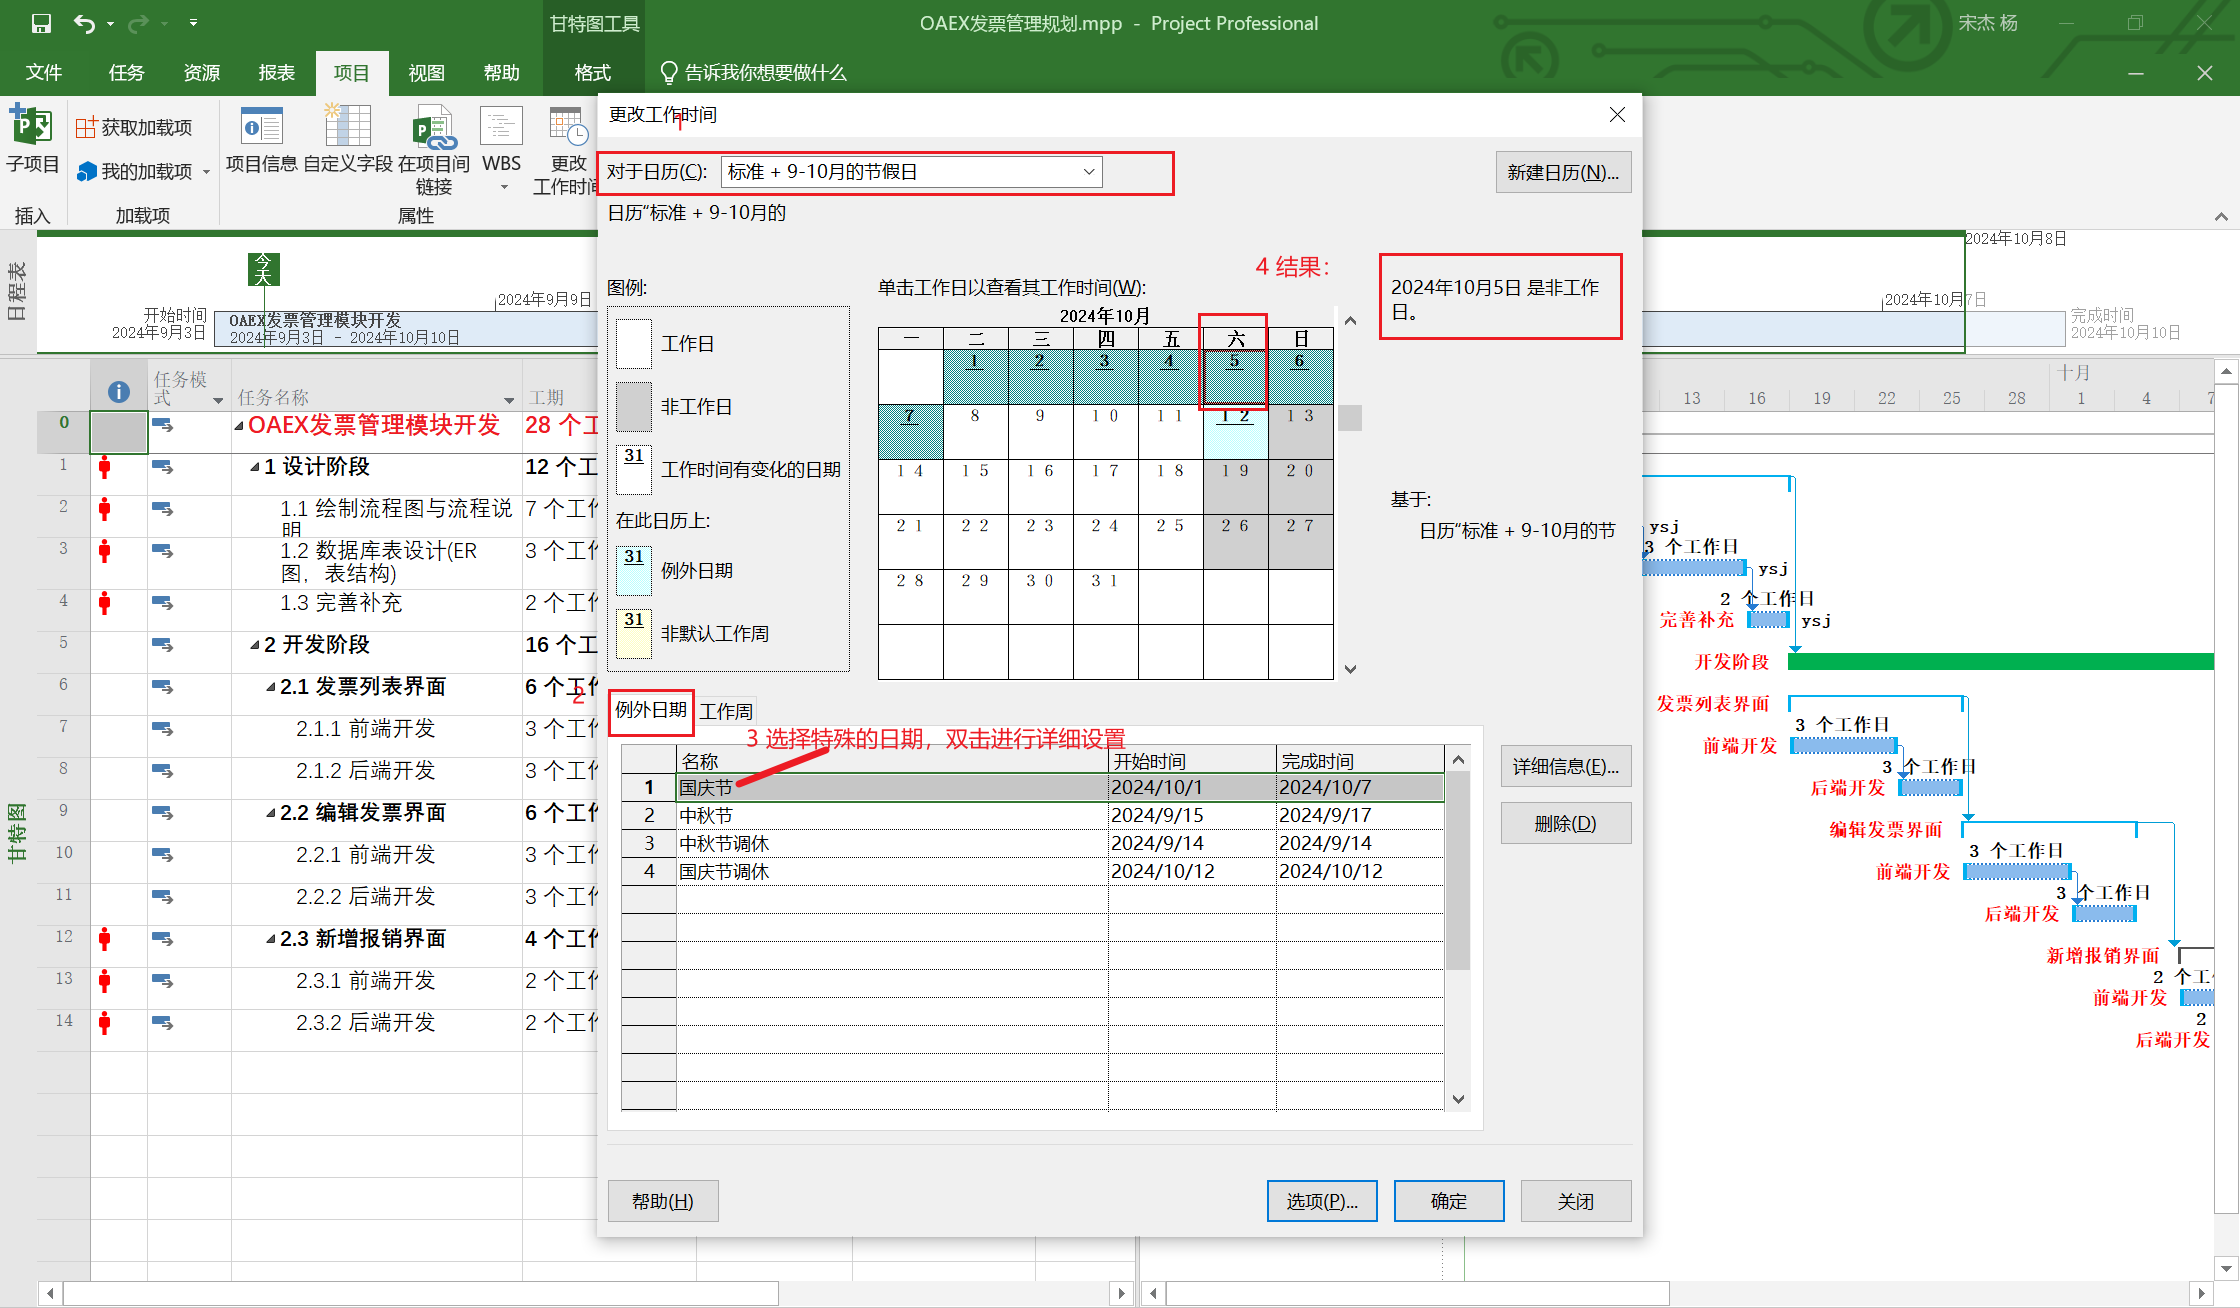 甘特图工具
OAEX发票管理规划.mpp - Project Professional
宋杰 杨
文件 任务 资源 报表 项目 视图 帮助 格式 告诉我你想要做什么
子项目
插入
获取加载项
我的加载项
加载项
项目信息
自定义字段
在项目间
链接
WBS
更改
工作时间
属性
日程表
今天
开始时间
2024年9月3日
2024年9月9日
OAEX发票管理模块开发
2024年9月3日 - 2024年10月10日
2024年10月7日
2024年10月8日
完成时间
2024年10月10日
甘特图
任务模式 任务名称 工期
0 OAEX发票管理模块开发 28 个工
1 1 设计阶段 12 个工
2 1.1 绘制流程图与流程说明 7 个工作
3 1.2 数据库表设计(ER图，表结构) 3 个工作
4 1.3 完善补充 2 个工作
5 2 开发阶段 16 个工
6 2.1 发票列表界面 6 个工作
7 2.1.1 前端开发 3 个工作
8 2.1.2 后端开发 3 个工作
9 2.2 编辑发票界面 6 个工作
10 2.2.1 前端开发 3 个工作
11 2.2.2 后端开发 3 个工作
12 2.3 新增报销界面 4 个工作
13 2.3.1 前端开发 2 个工作
14 2.3.2 后端开发 2 个工作
更改工作时间
1
对于日历(C): 标准 + 9-10月的节假日
新建日历(N)...
日历"标准 + 9-10月的
图例:
工作日
非工作日
31 工作时间有变化的日期
在此日历上:
31 例外日期
31 非默认工作周
单击工作日以查看其工作时间(W):
4 结果：
2024年10月5日 是非工作日。
2024年10月
一 二 三 四 五 六 日
1 2 3 4 5 6
7 8 9 10 11 12 13
14 15 16 17 18 19 20
21 22 23 24 25 26 27
28 29 30 31
基于:
日历"标准 + 9-10月的节
2
例外日期 工作周
3 选择特殊的日期，双击进行详细设置
名称 开始时间 完成时间
1 国庆节 2024/10/1 2024/10/7
2 中秋节 2024/9/15 2024/9/17
3 中秋节调休 2024/9/14 2024/9/14
4 国庆节调休 2024/10/12 2024/10/12
详细信息(E)...
删除(D)
帮助(H)
选项(P)...
确定
关闭
十月
13 16 19 22 25 28 1 4 7
ysj
3 个工作日
ysj
2 个工作日
完善补充 ysj
开发阶段
发票列表界面
3 个工作日
前端开发
3 个工作日
后端开发
编辑发票界面
3 个工作日
前端开发
3 个工作日
后端开发
新增报销界面
2 个工
前端开发
2
后端开发